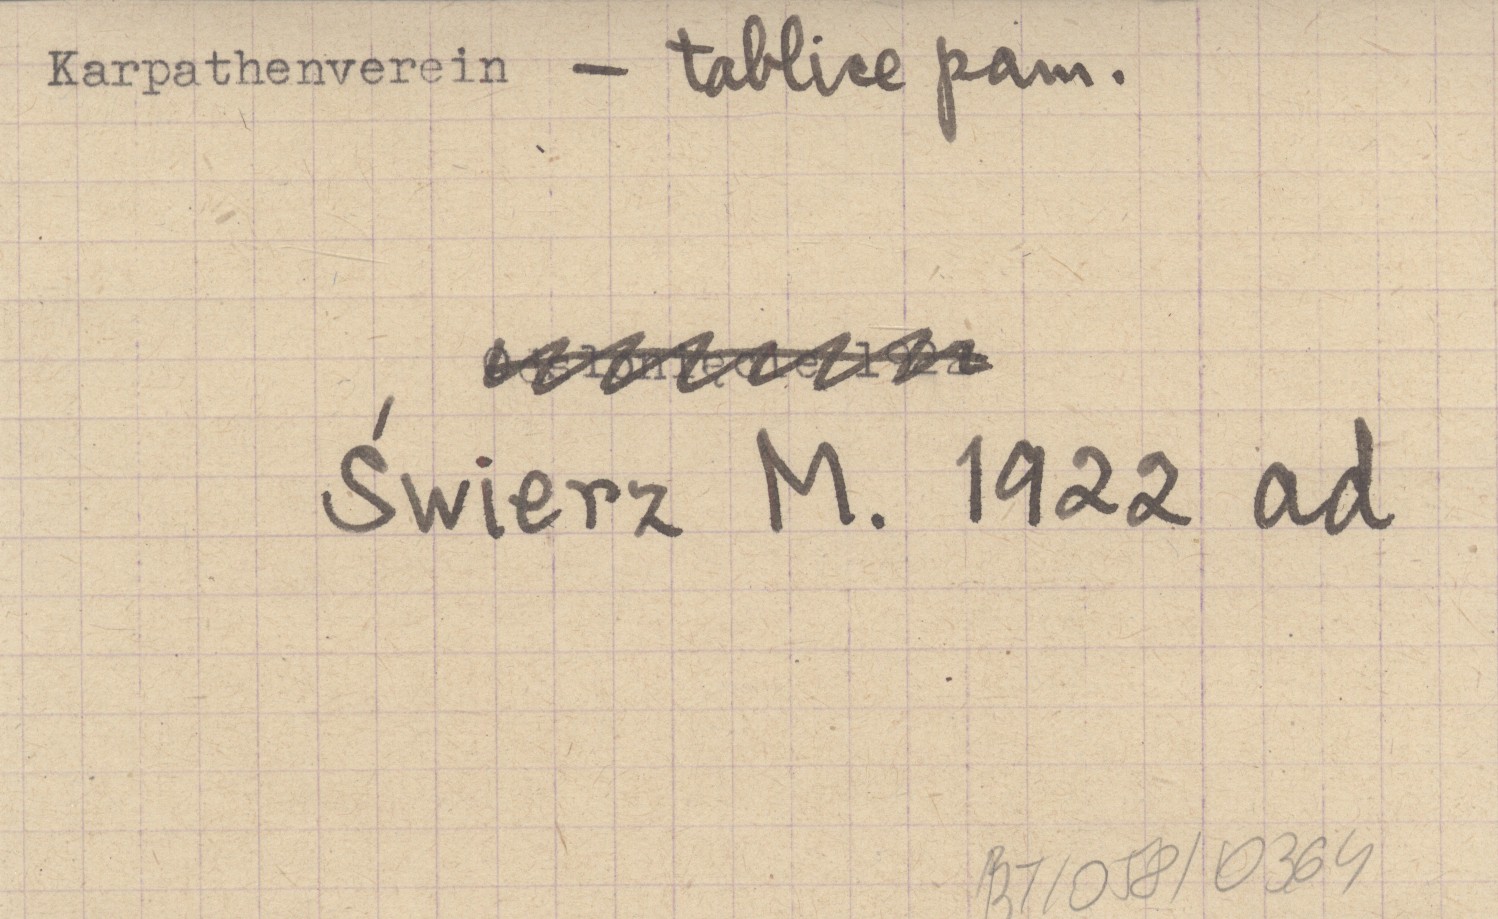 Karpathenverein — tablice pam.
Świerz M. 1922 ad
BT/058/0364